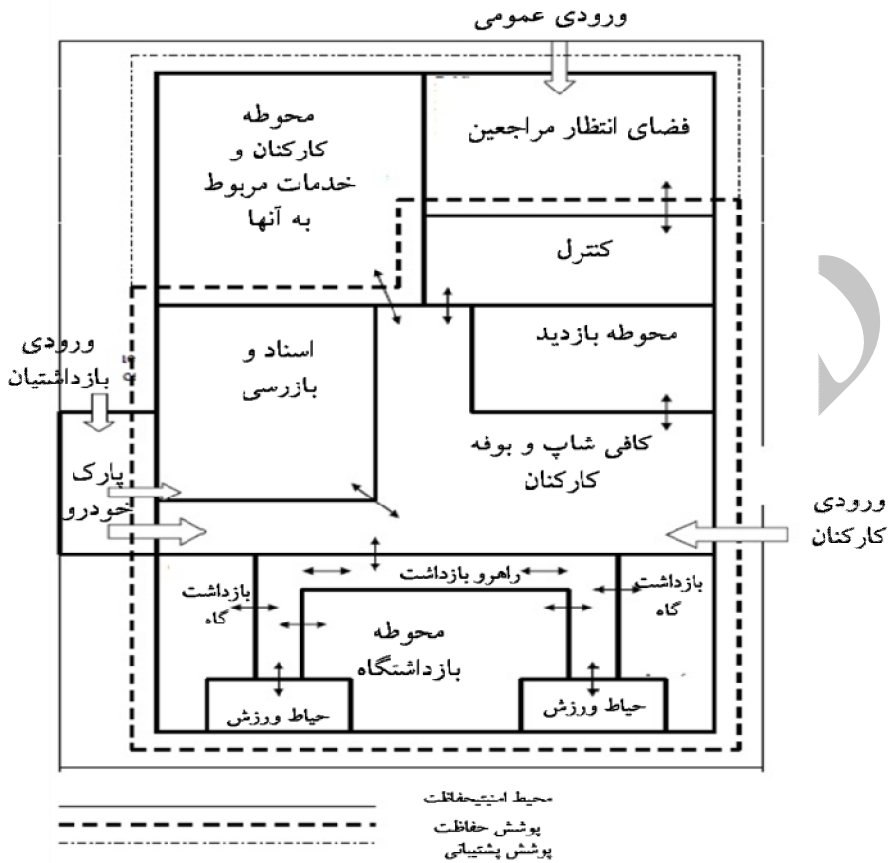 ورودی عمومی
محوطه
کارکنان و
خدمات مربوط
به آنها
فضای انتظار مراجعین
کنترل
محوطه بازدید
اسناد و
بازرسی
ورودی
بازداشتیان
پارک
خودرو
کافی شاپ و بوفه
کارکنان
ورودی
کارکنان
راهرو بازداشت
بازداشت
گاه
بازداشت
گاه
محوطه
بازداشتگاه
حیاط ورزش
حیاط ورزش
محیط امنیتیحفاظت
پوشش حفاظت
پوشش پشتیبانی